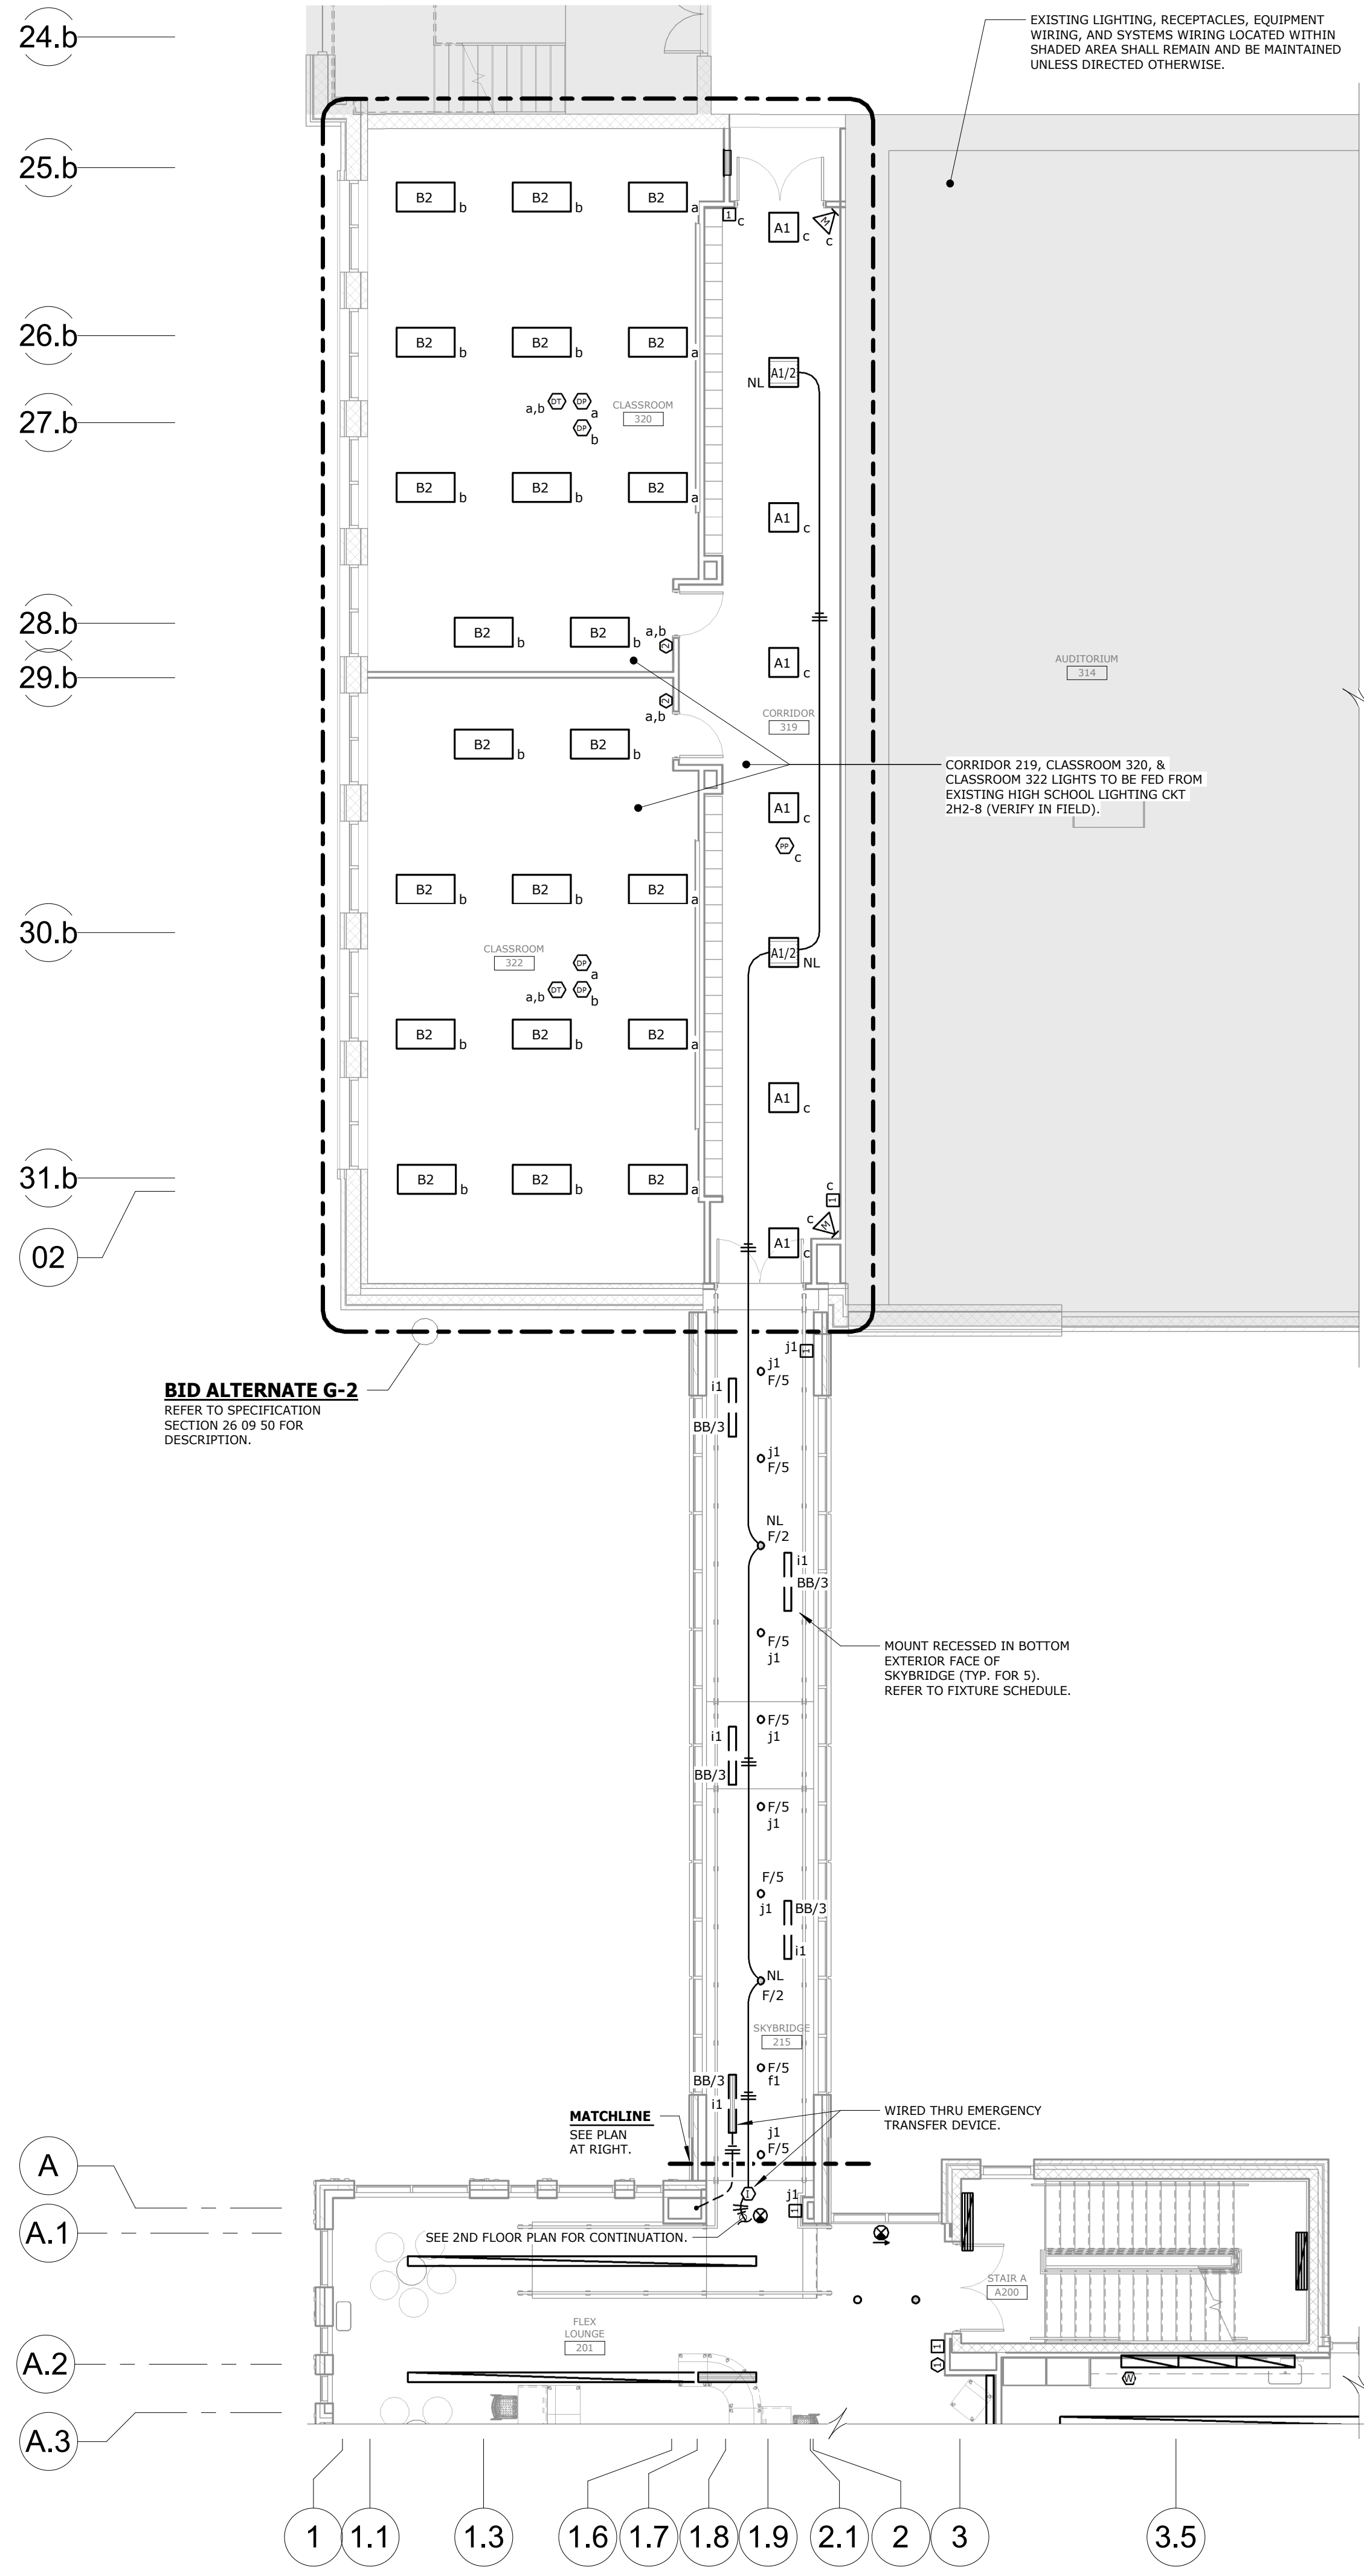 24.b
EXISTING LIGHTING, RECEPTACLES, EQUIPMENT
WIRING, AND SYSTEMS WIRING LOCATED WITHIN
SHADED AREA SHALL REMAIN AND BE MAINTAINED
UNLESS DIRECTED OTHERWISE.
25.b
B2 b B2 b B2 a
1 c A1 c M c
26.b
B2 b B2 b B2 a
A1/2 NL
27.b
a,b DT DP a
DP b
CLASSROOM
320
B2 b B2 b B2 a
A1 c
28.b
B2 b B2 b
a,b 2
29.b
2 a,b
A1 c
AUDITORIUM
314
CORRIDOR
319
B2 b B2 b
CORRIDOR 219, CLASSROOM 320, &
CLASSROOM 322 LIGHTS TO BE FED FROM
EXISTING HIGH SCHOOL LIGHTING CKT
2H2-8 (VERIFY IN FIELD).
A1 c
PP c
B2 b B2 b B2 a
30.b
CLASSROOM
322
A1/2 NL
DP a
a,b DT DP b
B2 b B2 b B2 a
A1 c
31.b
B2 b B2 b B2 a
c 1
c M
02
A1 c
BID ALTERNATE G-2
REFER TO SPECIFICATION
SECTION 26 09 50 FOR
DESCRIPTION.
j1 1
j1
F/5
i1
BB/3
j1
F/5
NL
F/2
i1
BB/3
F/5
j1
MOUNT RECESSED IN BOTTOM
EXTERIOR FACE OF
SKYBRIDGE (TYP. FOR 5).
REFER TO FIXTURE SCHEDULE.
F/5
j1
i1
BB/3
F/5
j1
F/5
j1
BB/3
i1
NL
F/2
SKYBRIDGE
215
F/5
f1
BB/3
i1
MATCHLINE
SEE PLAN
AT RIGHT.
WIRED THRU EMERGENCY
TRANSFER DEVICE.
j1
F/5
A
I
j1 1
A.1
SEE 2ND FLOOR PLAN FOR CONTINUATION.
STAIR A
A200
FLEX
LOUNGE
201
1
1
A.2
W
A.3
1 1.1 1.3 1.6 1.7 1.8 1.9 2.1 2 3 3.5